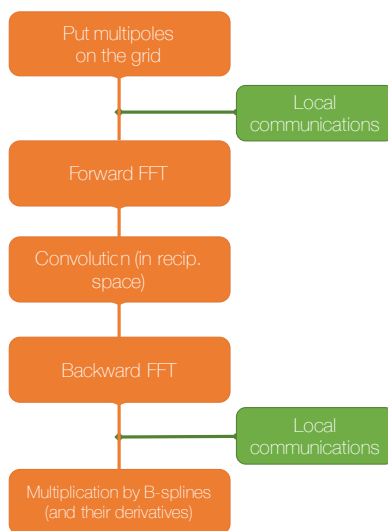 Put multipoles
on the grid
Local
communications
Forward FFT
Convolution (in recip.
space)
Backward FFT
Local
communications
Multiplication by B-splines
(and their derivatives)